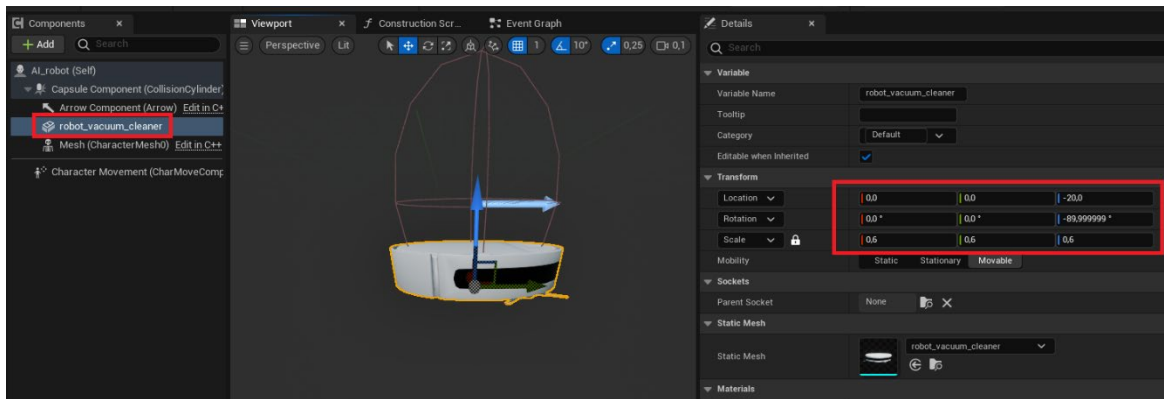 Components
+ Add
Search
AI_robot (Self)
Capsule Component (CollisionCylinder)
Arrow Component (Arrow) Edit in C+
robot_vacuum_cleaner
Mesh (CharacterMesh0) Edit in C++
Character Movement (CharMoveComp
Viewport
Construction Scr...
Event Graph
Perspective
Lit
1
10°
0,25
0,1
Details
Search
Variable
Variable Name robot_vacuum_cleaner
Tooltip
Category Default
Editable when Inherited
Transform
Location 0,0 0,0 -20,0
Rotation 0,0 ° 0,0 ° -89,999999 °
Scale 0,6 0,6 0,6
Mobility Static Stationary Movable
Sockets
Parent Socket None
Static Mesh
Static Mesh robot_vacuum_cleaner
Materials